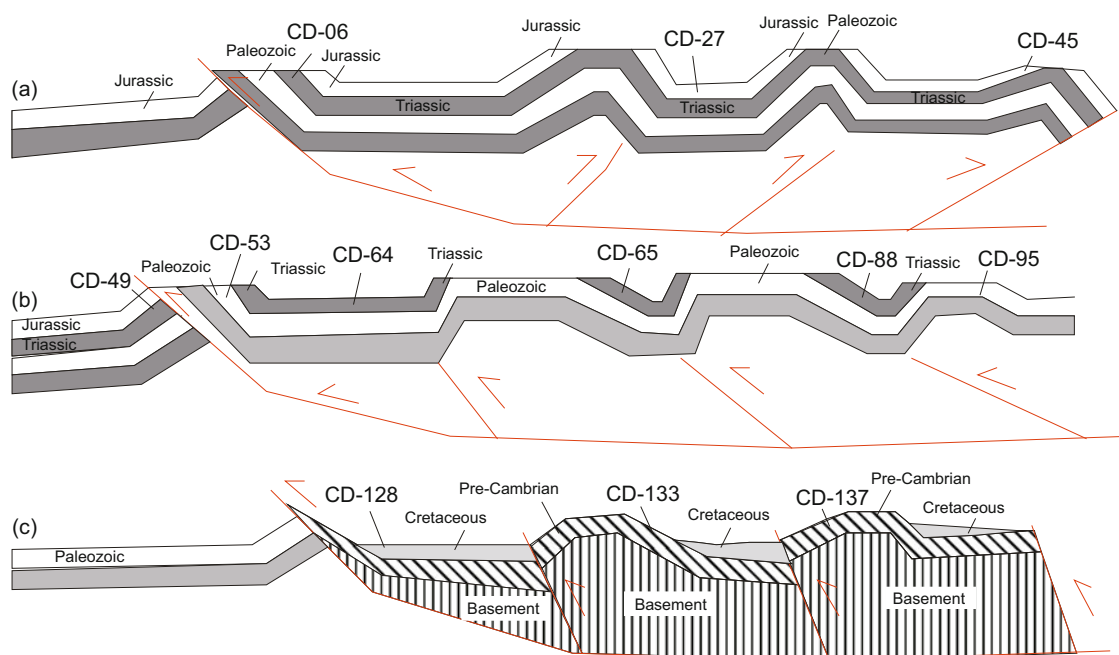 CD-06
Jurassic
CD-27
Jurassic
Paleozoic
CD-45
Paleozoic
Jurassic
Jurassic
Jurassic
(a)
Triassic
Triassic
Triassic
CD-53
CD-64
Triassic
CD-65
Paleozoic
CD-88
Triassic
CD-95
Paleozoic
Triassic
CD-49
(b)
Paleozoic
Jurassic
Triassic
Pre-Cambrian
CD-128
Pre-Cambrian
CD-133
CD-137
Cretaceous
Cretaceous
Cretaceous
(c)
Paleozoic
Basement
Basement
Basement